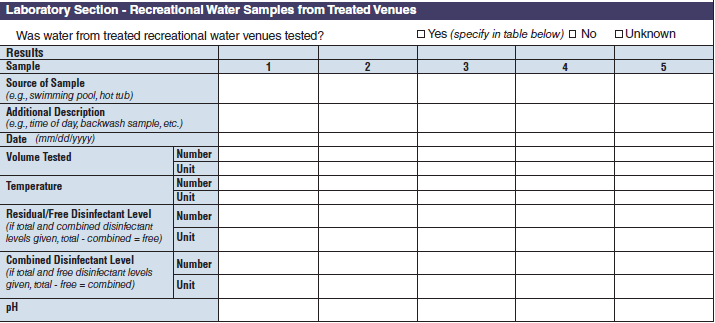 Laboratory Section - Recreational Water Samples from Treated Venues
Was water from treated recreational water venues tested? □ Yes (specify in table below) □ No □ Unknown
Results
Sample 1 2 3 4 5
Source of Sample
(e.g., swimming pool, hot tub)
Additional Description
(e.g., time of day, backwash sample, etc.)
Date (mm/dd/yyyy)
Volume Tested Number
Unit
Temperature Number
Unit
Residual/Free Disinfectant Level
(if total and combined disinfectant
levels given, total - combined = free)
Number
Unit
Combined Disinfectant Level
(if total and free disinfectant levels
given, total - free = combined)
Number
Unit
pH